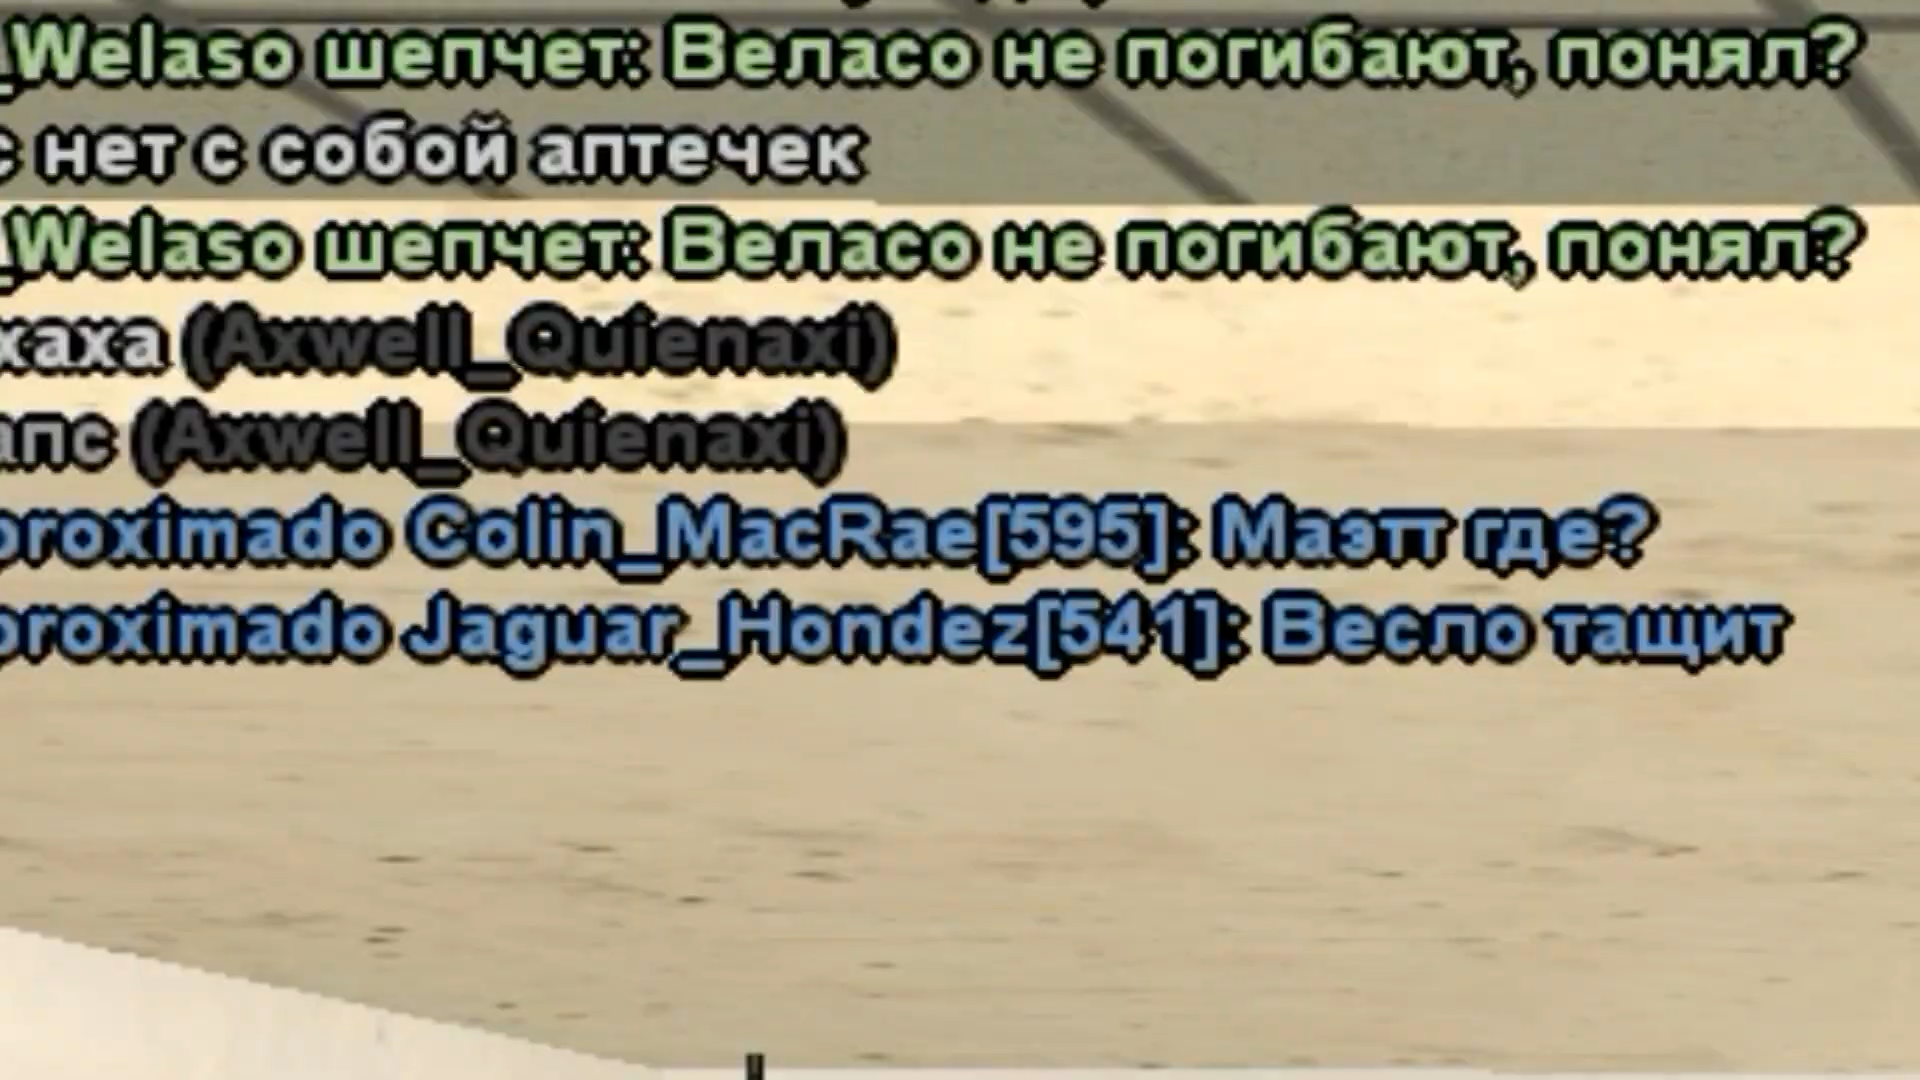 _Welaso шепчет: Веласо не погибают, понял?
с нет с собой аптечек
_Welaso шепчет: Веласо не погибают, понял?
хаха (Axwell_Quienaxi)
апс (Axwell_Quienaxi)
proximado Colin_MacRae[595]: Маэтт где?
proximado Jaguar_Hondez[541]: Весло тащит